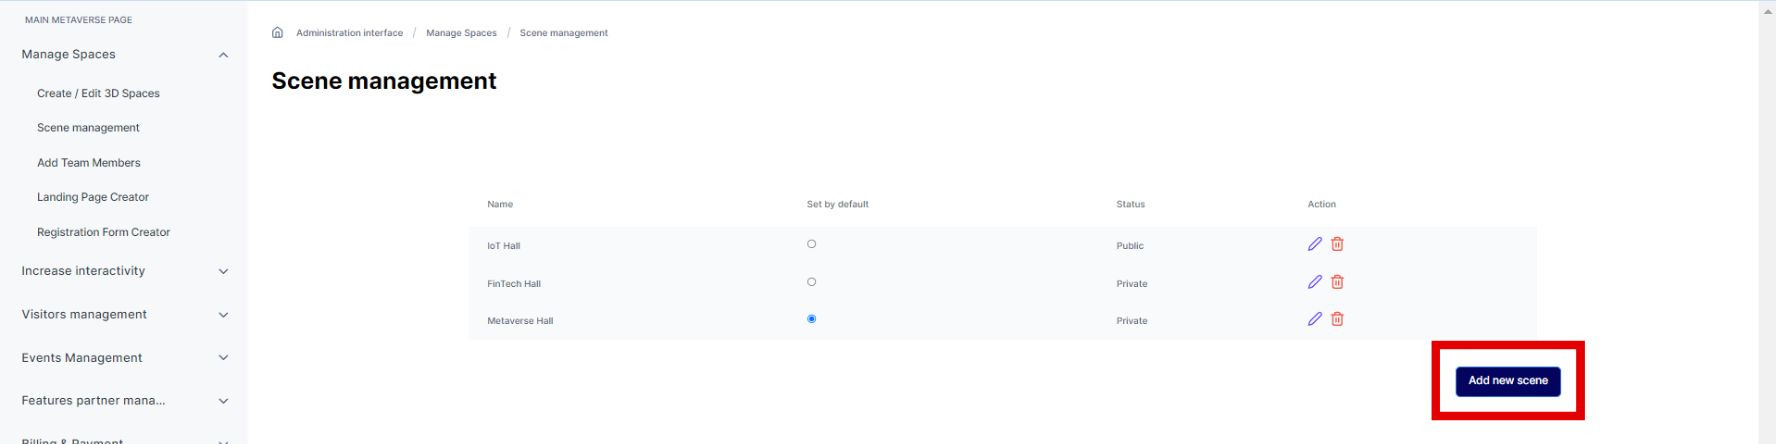 MAIN METAVERSE PAGE
Manage Spaces
Create / Edit 3D Spaces
Scene management
Add Team Members
Landing Page Creator
Registration Form Creator
Increase interactivity
Visitors management
Events Management
Features partner mana...
Billing & Payment
Administration interface / Manage Spaces / Scene management
Scene management
Name Set by default Status Action
IoT Hall Public
FinTech Hall Private
Metaverse Hall Private
Add new scene